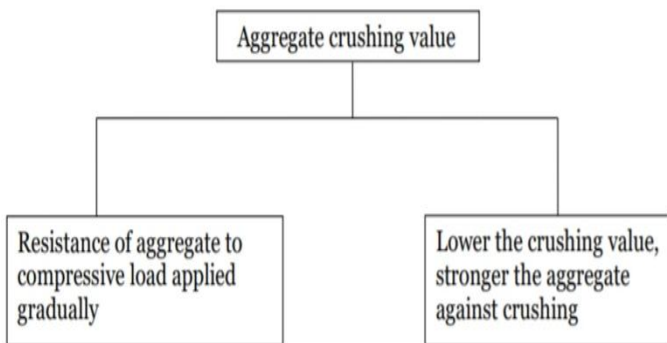 Aggregate crushing value
Resistance of aggregate to
compressive load applied
gradually
Lower the crushing value,
stronger the aggregate
against crushing